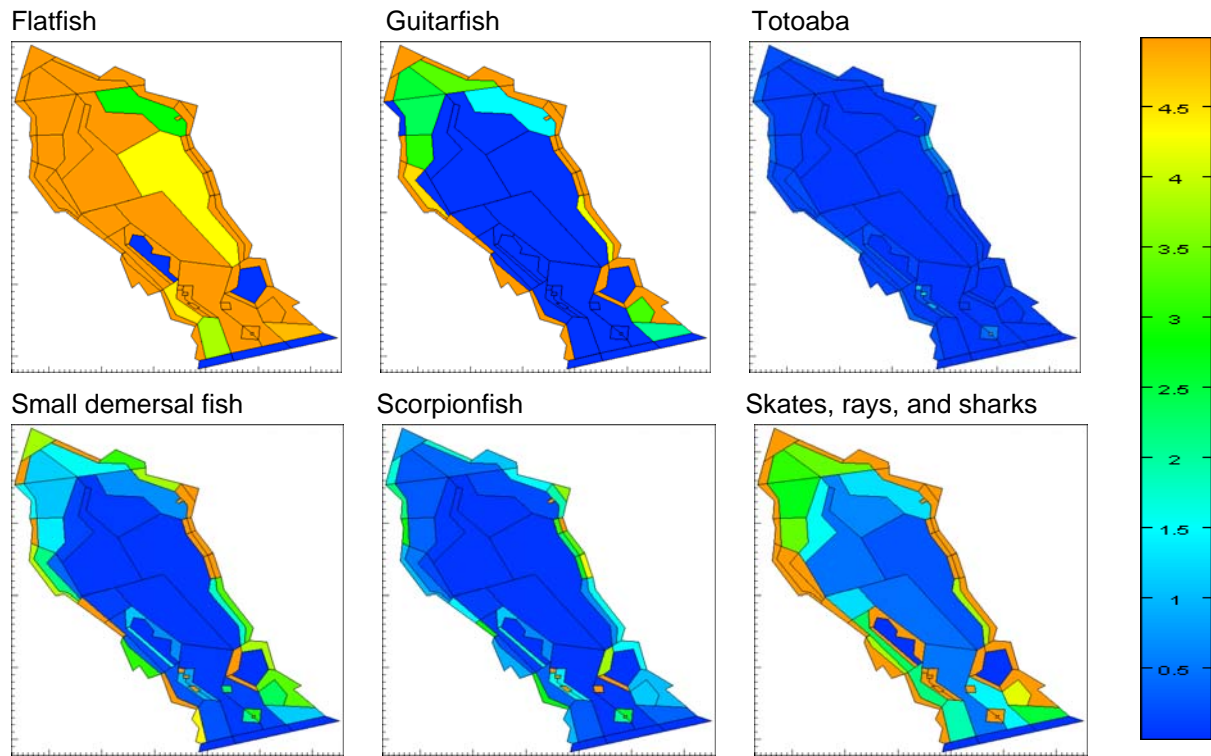 Flatfish
Guitarfish
Totoaba
Small demersal fish
Scorpionfish
Skates, rays, and sharks
4.5
4
3.5
3
2.5
2
1.5
1
0.5